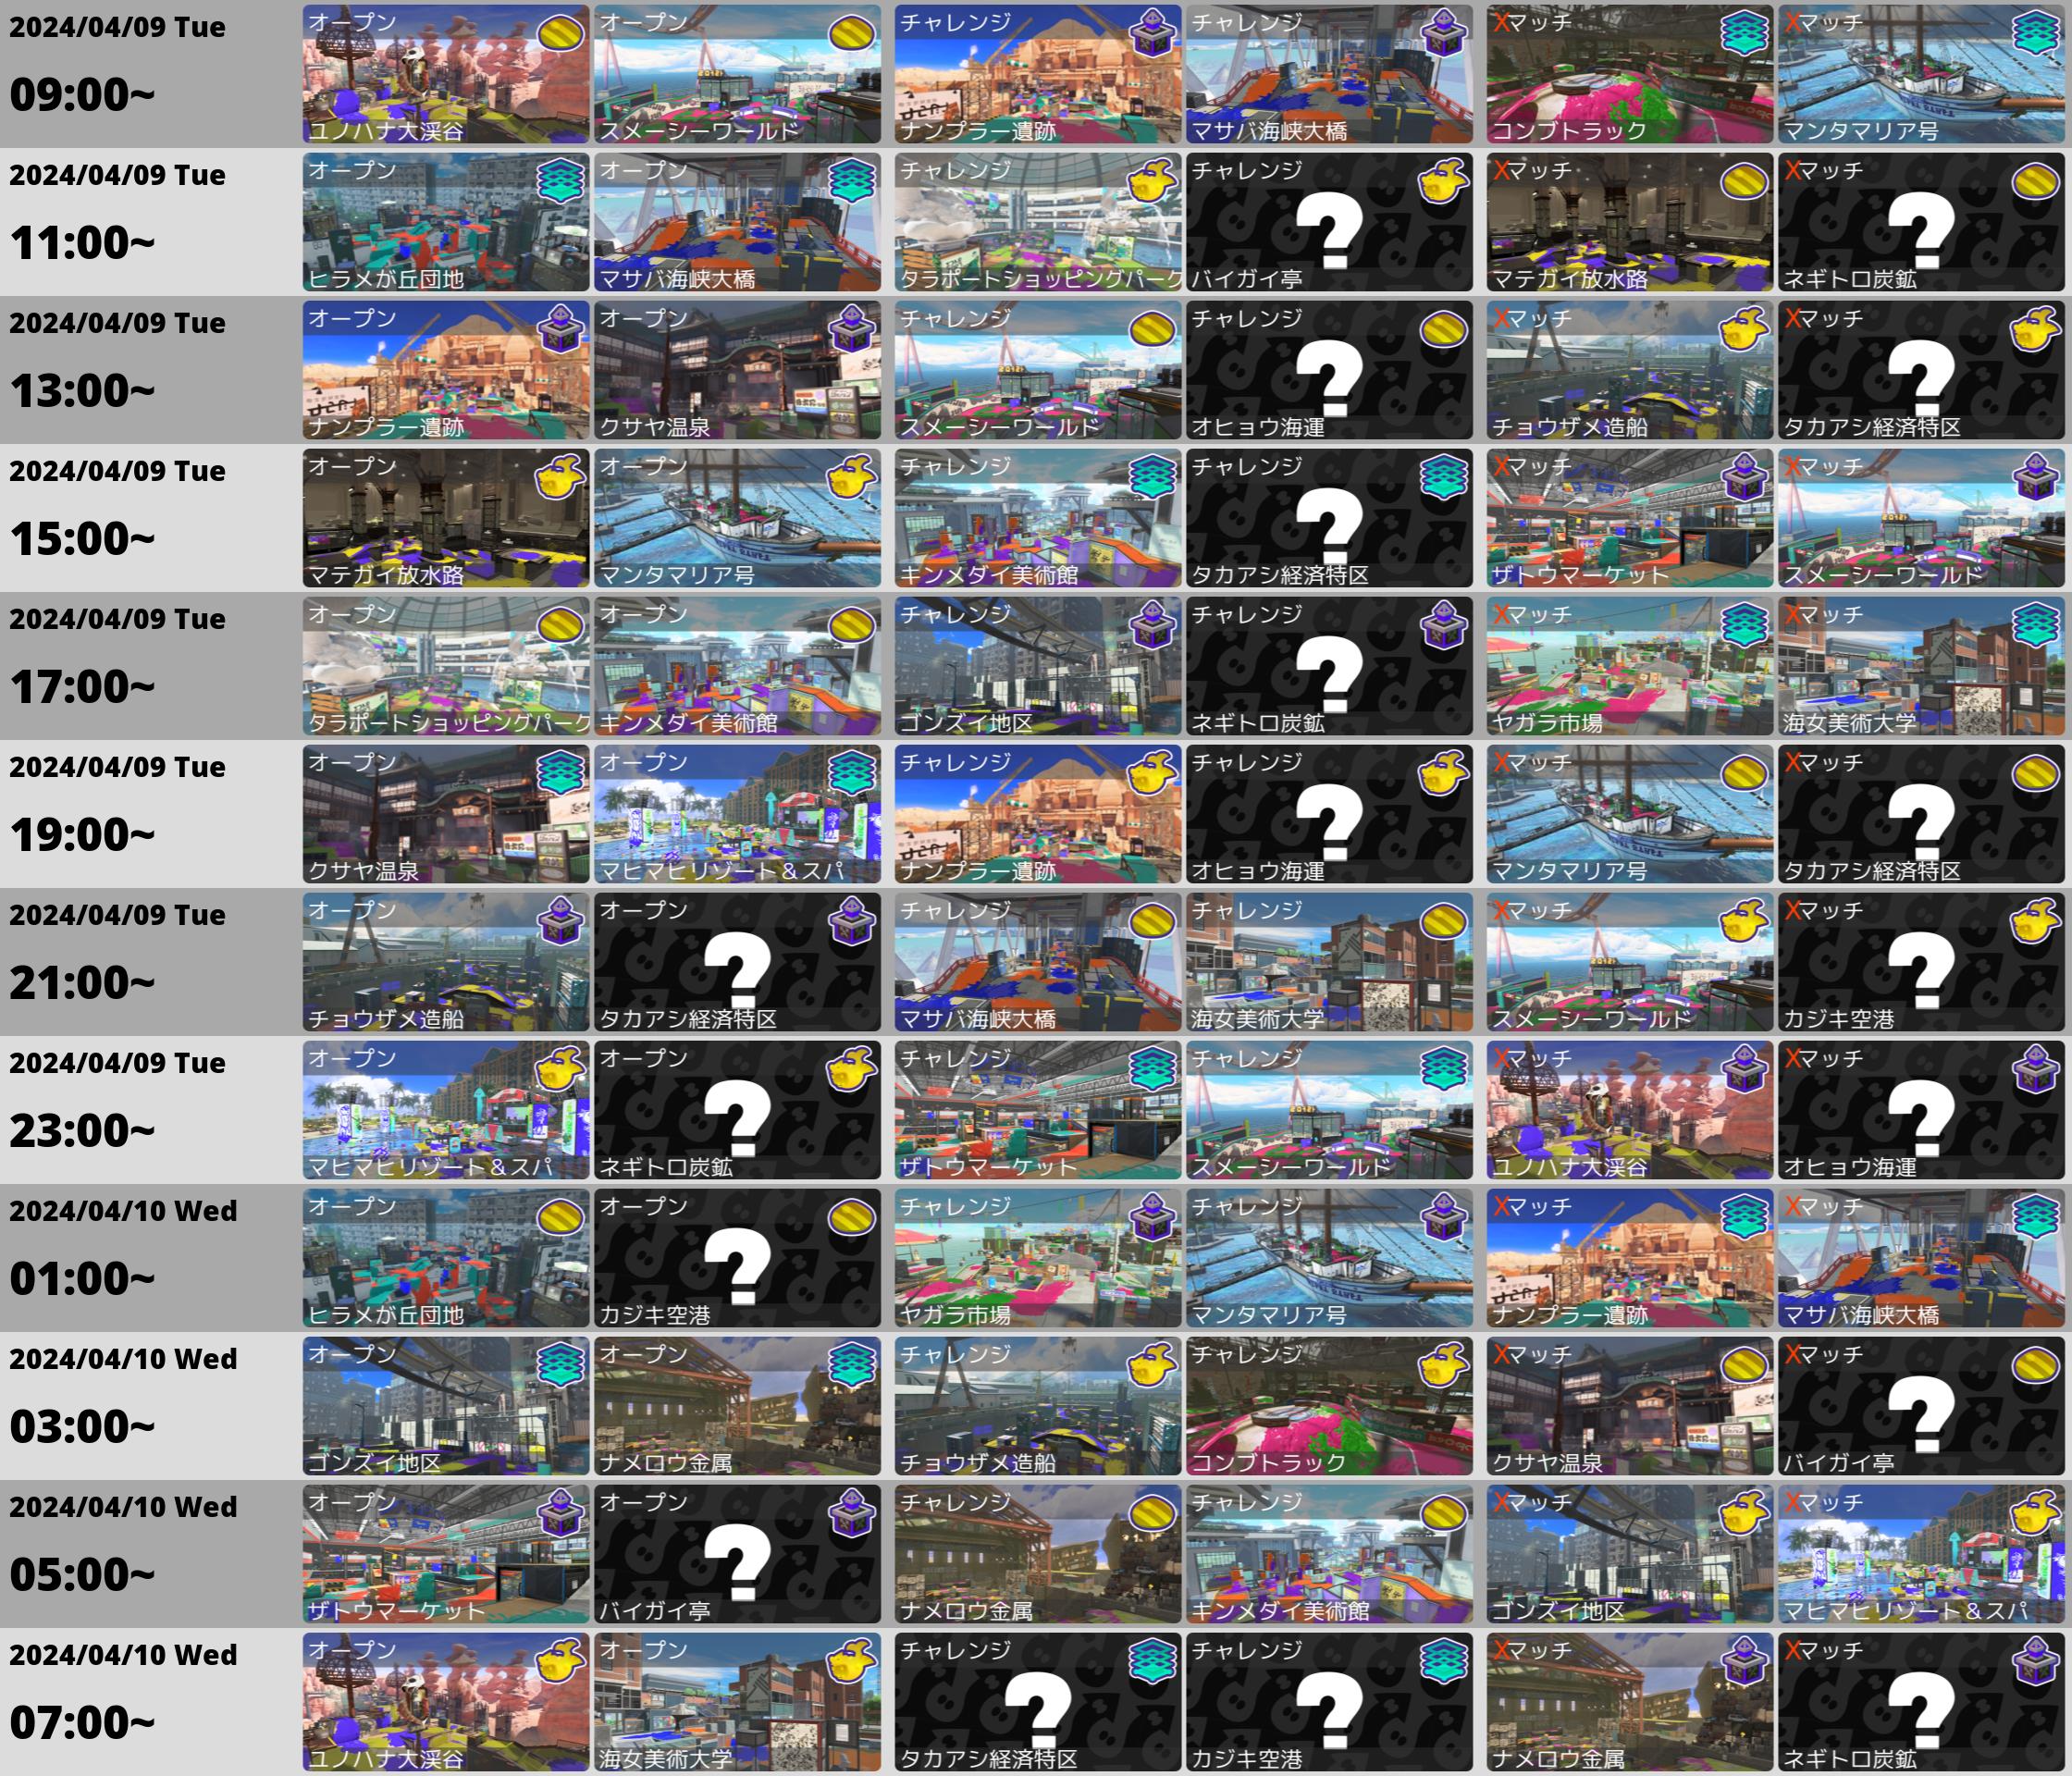 2024/04/09 Tue
09:00~
オープン
ユノハナ大渓谷
オープン
スメーシーワールド
チャレンジ
ナンプラー遺跡
チャレンジ
マサバ海峡大橋
Xマッチ
コンブトラック
Xマッチ
マンタマリア号
2024/04/09 Tue
11:00~
オープン
ヒラメが丘団地
オープン
マサバ海峡大橋
チャレンジ
タラポートショッピングパーク
チャレンジ
?
バイガイ亭
Xマッチ
マテガイ放水路
Xマッチ
?
ネギトロ炭鉱
2024/04/09 Tue
13:00~
オープン
ナンプラー遺跡
オープン
クサヤ温泉
チャレンジ
スメーシーワールド
チャレンジ
?
オヒョウ海運
Xマッチ
チョウザメ造船
Xマッチ
?
タカアシ経済特区
2024/04/09 Tue
15:00~
オープン
マテガイ放水路
オープン
マンタマリア号
チャレンジ
キンメダイ美術館
チャレンジ
?
タカアシ経済特区
Xマッチ
ザトウマーケット
Xマッチ
スメーシーワールド
2024/04/09 Tue
17:00~
オープン
タラポートショッピングパーク
オープン
キンメダイ美術館
チャレンジ
ゴンズイ地区
チャレンジ
?
ネギトロ炭鉱
Xマッチ
ヤガラ市場
Xマッチ
海女美術大学
2024/04/09 Tue
19:00~
オープン
クサヤ温泉
オープン
マヒマヒリゾート&スパ
チャレンジ
ナンプラー遺跡
チャレンジ
?
オヒョウ海運
Xマッチ
マンタマリア号
Xマッチ
?
タカアシ経済特区
2024/04/09 Tue
21:00~
オープン
チョウザメ造船
オープン
?
タカアシ経済特区
チャレンジ
マサバ海峡大橋
チャレンジ
海女美術大学
Xマッチ
スメーシーワールド
Xマッチ
?
カジキ空港
2024/04/09 Tue
23:00~
オープン
マヒマヒリゾート&スパ
オープン
?
ネギトロ炭鉱
チャレンジ
ザトウマーケット
チャレンジ
スメーシーワールド
Xマッチ
ユノハナ大渓谷
Xマッチ
?
オヒョウ海運
2024/04/10 Wed
01:00~
オープン
ヒラメが丘団地
オープン
?
カジキ空港
チャレンジ
ヤガラ市場
チャレンジ
マンタマリア号
Xマッチ
ナンプラー遺跡
Xマッチ
マサバ海峡大橋
2024/04/10 Wed
03:00~
オープン
ゴンズイ地区
オープン
ナメロウ金属
チャレンジ
チョウザメ造船
チャレンジ
コンブトラック
Xマッチ
クサヤ温泉
Xマッチ
?
バイガイ亭
2024/04/10 Wed
05:00~
オープン
ザトウマーケット
オープン
?
バイガイ亭
チャレンジ
ナメロウ金属
チャレンジ
キンメダイ美術館
Xマッチ
ゴンズイ地区
Xマッチ
マヒマヒリゾート&スパ
2024/04/10 Wed
07:00~
オープン
ユノハナ大渓谷
オープン
海女美術大学
チャレンジ
?
タカアシ経済特区
チャレンジ
?
カジキ空港
Xマッチ
ナメロウ金属
Xマッチ
?
ネギトロ炭鉱